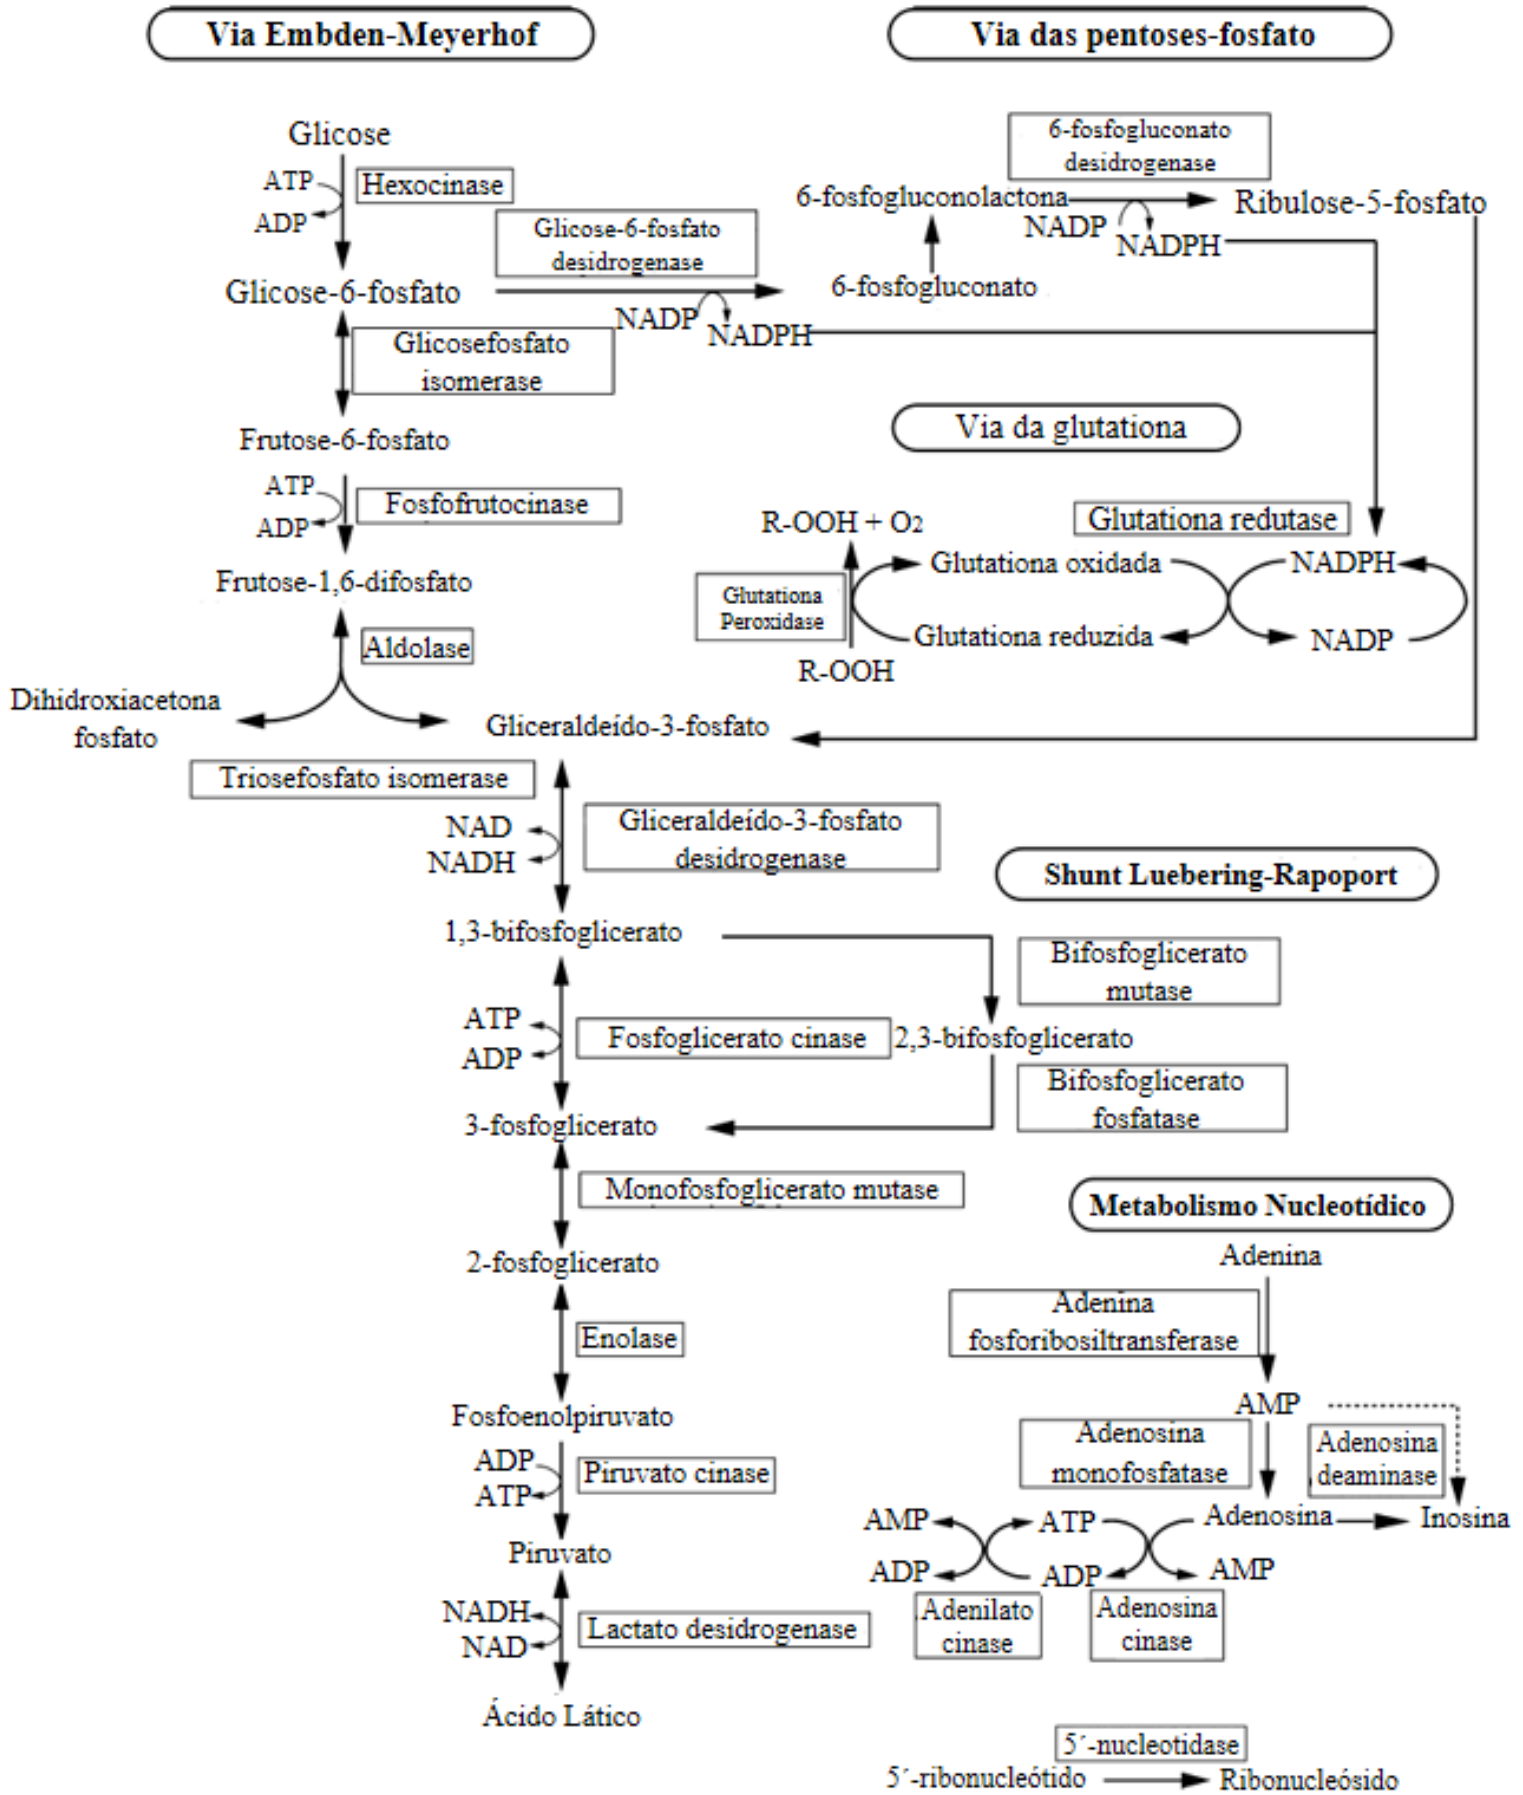 Via Embden-Meyerhof
Via das pentoses-fosfato
Glicose
ATP
Hexocinase
ADP
Glicose-6-fosfato
desidrogenase
Glicose-6-fosfato
NADP
NADPH
6-fosfogluconato
desidrogenase
6-fosfogluconolactona
NADP
NADPH
Ribulose-5-fosfato
6-fosfogluconato
Glicosefosfato
isomerase
Frutose-6-fosfato
ATP
ADP
Fosfofrutocinase
Frutose-1,6-difosfato
Aldolase
Dihidroxiacetona
fosfato
Gliceraldeído-3-fosfato
Triosefosfato isomerase
Via da glutationa
R-OOH + O2
Glutationa redutase
Glutationa oxidada
NADPH
Glutationa
Peroxidase
Glutationa reduzida
NADP
R-OOH
NAD
NADH
Gliceraldeído-3-fosfato
desidrogenase
1,3-bifosfoglicerato
Shunt Luebering-Rapoport
Bifosfoglicerato
mutase
ATP
ADP
Fosfoglicerato cinase
2,3-bifosfoglicerato
Bifosfoglicerato
fosfatase
3-fosfoglicerato
Monofosfoglicerato mutase
2-fosfoglicerato
Enolase
Fosfoenolpiruvato
ADP
ATP
Piruvato cinase
Piruvato
NADH
NAD
Lactato desidrogenase
Ácido Lático
Metabolismo Nucleotídico
Adenina
Adenina
fosforibosiltransferase
AMP
Adenosina
monofosfatase
Adenosina
deaminase
AMP
ATP
Adenosina
Inosina
ADP
ADP
AMP
Adenilato
cinase
Adenosina
cinase
5´-nucleotidase
5´-ribonucleótido
Ribonucleósido